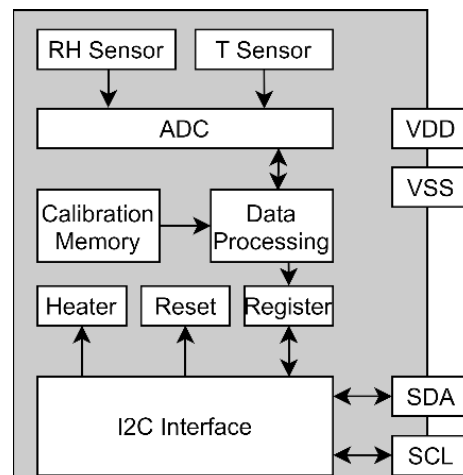 RH Sensor
T Sensor
ADC
VDD
VSS
Calibration
Memory
Data
Processing
Heater
Reset
Register
I2C Interface
SDA
SCL